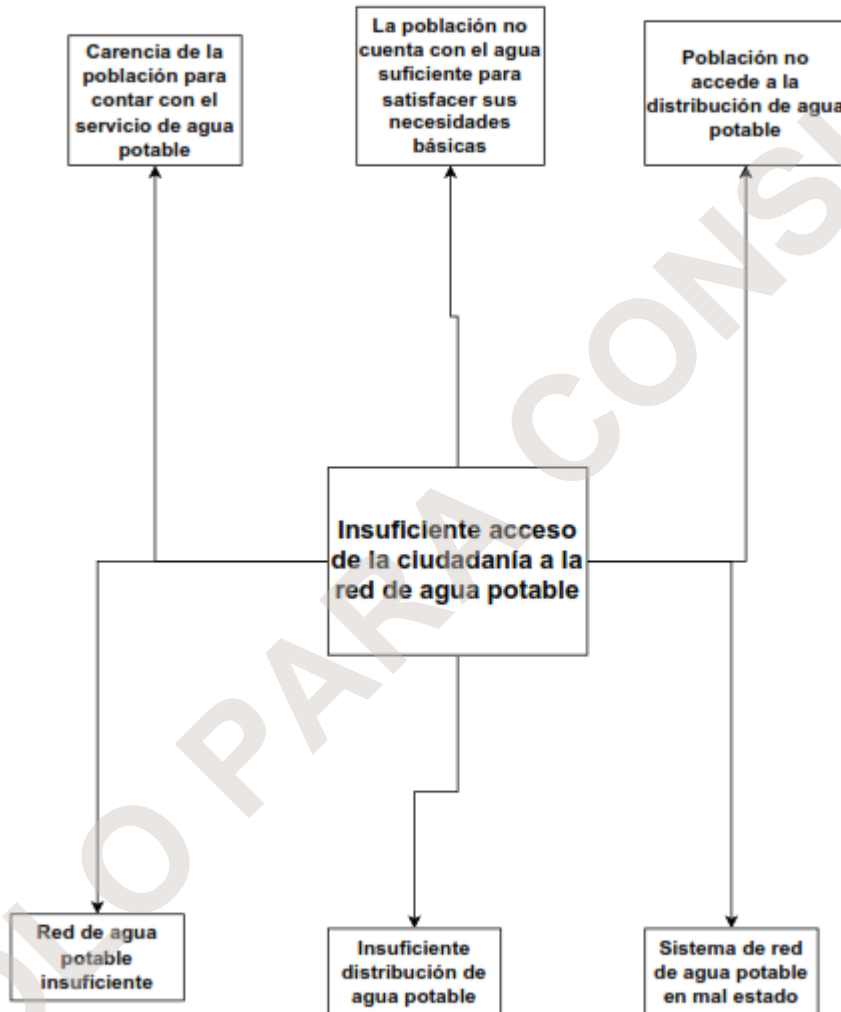 Carencia de la
población para
contar con el
servicio de agua
potable
La población no
cuenta con el agua
suficiente para
satisfacer sus
necesidades
básicas
Población no
accede a la
distribución de agua
potable
Insuficiente acceso
de la ciudadanía a la
red de agua potable
Red de agua
potable
insuficiente
Insuficiente
distribución de
agua potable
Sistema de red
de agua potable
en mal estado
OLO PARA CONSU